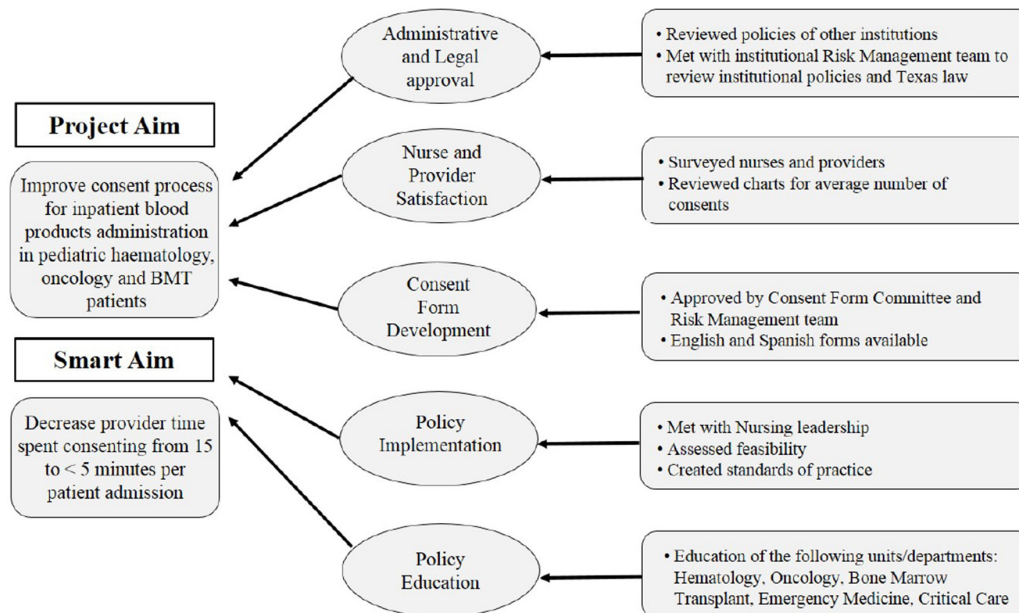 Project Aim
Improve consent process
for inpatient blood
products administration
in pediatric haematology,
oncology and BMT
patients
Smart Aim
Decrease provider time
spent consenting from 15
to < 5 minutes per
patient admission
Administrative
and Legal
approval
Nurse and
Provider
Satisfaction
Consent
Form
Development
Policy
Implementation
Policy
Education
• Reviewed policies of other institutions
• Met with institutional Risk Management team to
review institutional policies and Texas law
• Surveyed nurses and providers
• Reviewed charts for average number of
consents
• Approved by Consent Form Committee and
Risk Management team
• English and Spanish forms available
• Met with Nursing leadership
• Assessed feasibility
• Created standards of practice
• Education of the following units/departments:
Hematology, Oncology, Bone Marrow
Transplant, Emergency Medicine, Critical Care